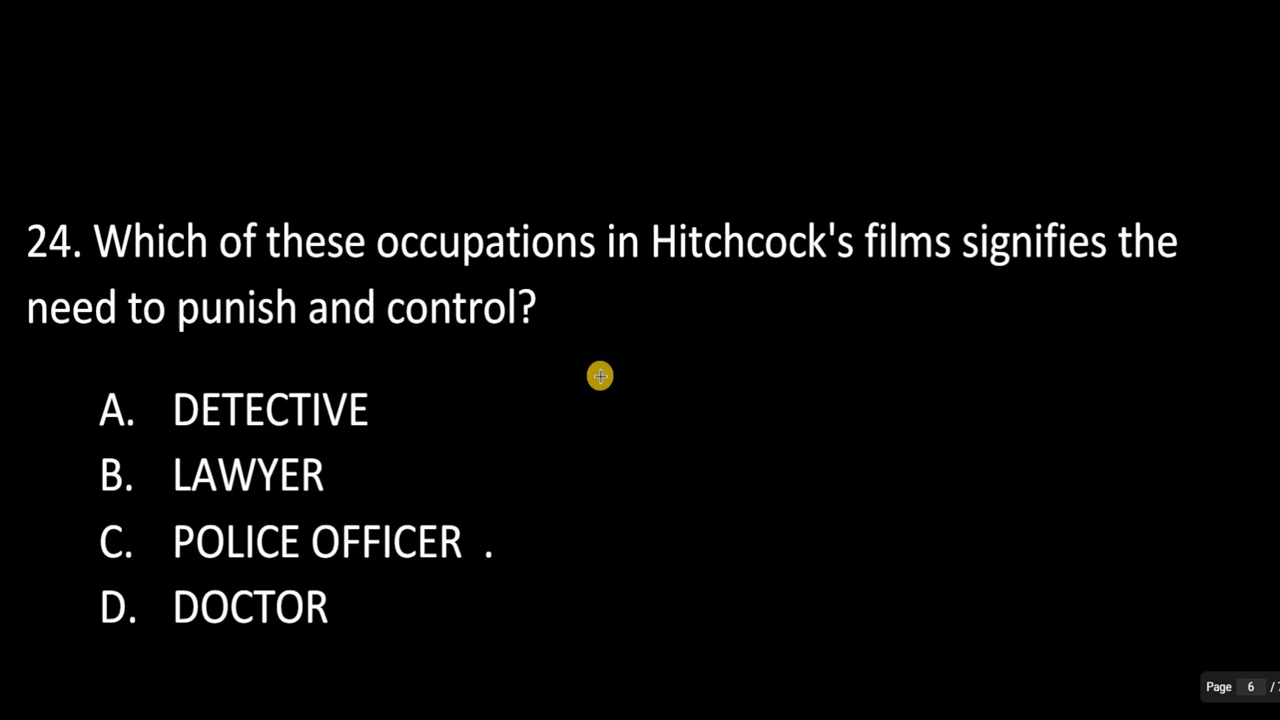 24. Which of these occupations in Hitchcock's films signifies the
need to punish and control?
A. DETECTIVE
B. LAWYER
C. POLICE OFFICER .
D. DOCTOR
Page 6 / 7